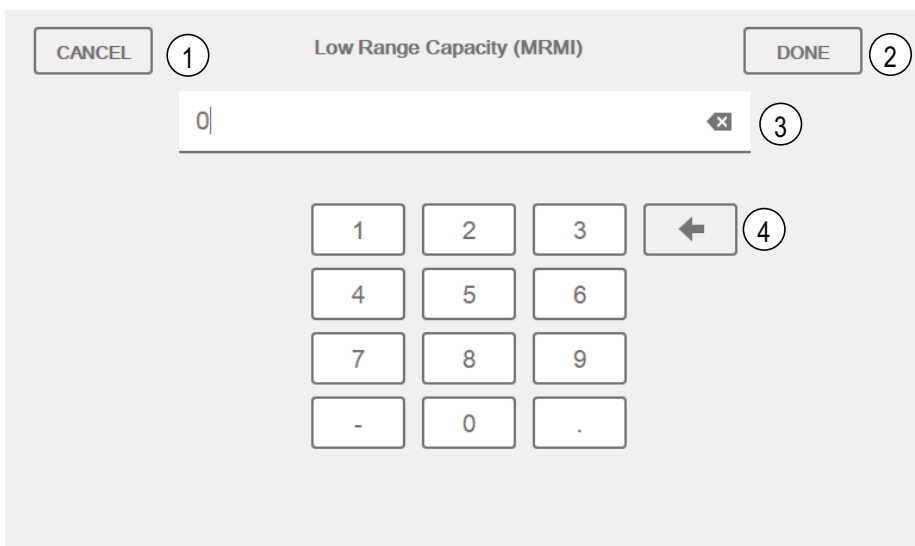 CANCEL 1 Low Range Capacity (MRMI) DONE 2
0 3
1 2 3 4
4 5 6
7 8 9
- 0 .